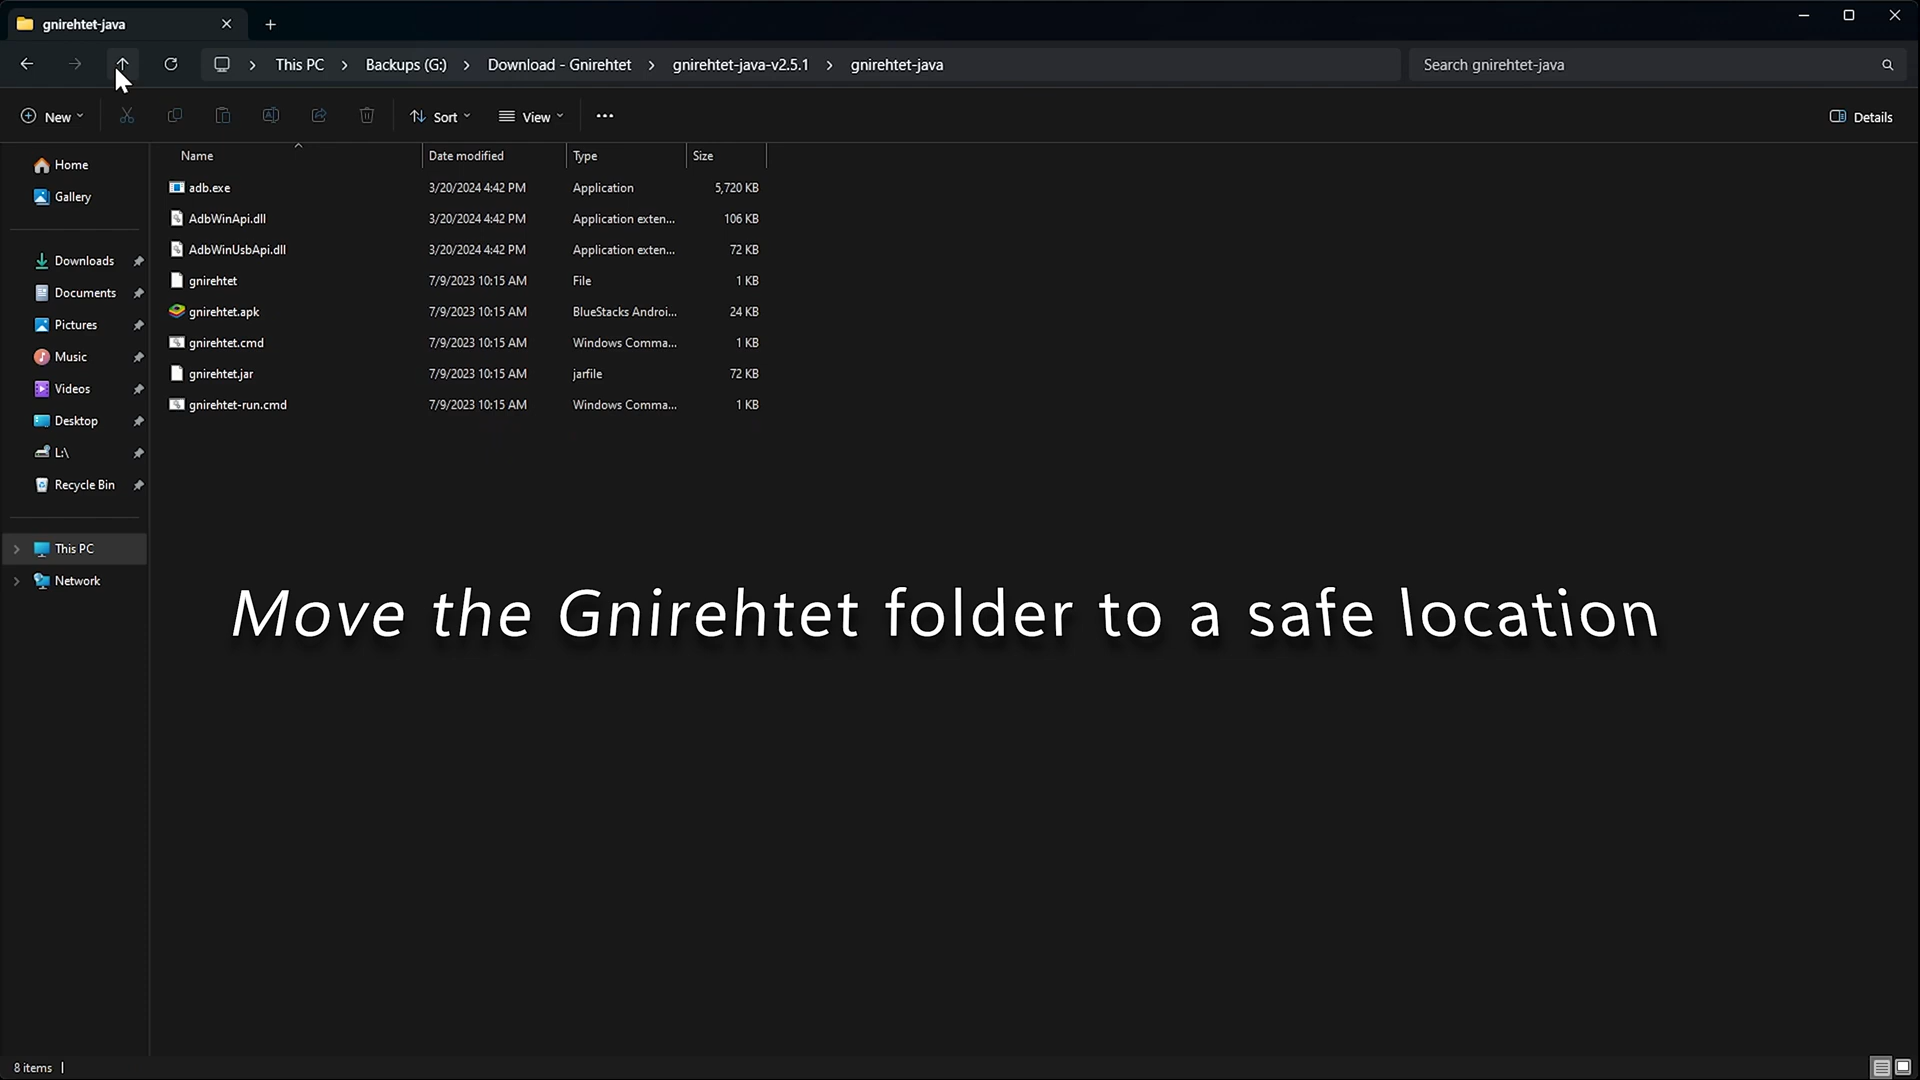 gnirehtet-java
This PC > Backups (G:) > Download - Gnirehtet > gnirehtet-java-v2.5.1 > gnirehtet-java
Search gnirehtet-java
New
Sort
View
Details
Name Date modified Type Size
adb.exe 3/20/2024 4:42 PM Application 5,720 KB
AdbWinApi.dll 3/20/2024 4:42 PM Application exten... 106 KB
AdbWinUsbApi.dll 3/20/2024 4:42 PM Application exten... 72 KB
gnirehtet 7/9/2023 10:15 AM File 1 KB
gnirehtet.apk 7/9/2023 10:15 AM BlueStacks Androi... 24 KB
gnirehtet.cmd 7/9/2023 10:15 AM Windows Comma... 1 KB
gnirehtet.jar 7/9/2023 10:15 AM jarfile 72 KB
gnirehtet-run.cmd 7/9/2023 10:15 AM Windows Comma... 1 KB
Home
Gallery
Downloads
Documents
Pictures
Music
Videos
Desktop
L:\
Recycle Bin
This PC
Network
Move the Gnirehtet folder to a safe location
8 items